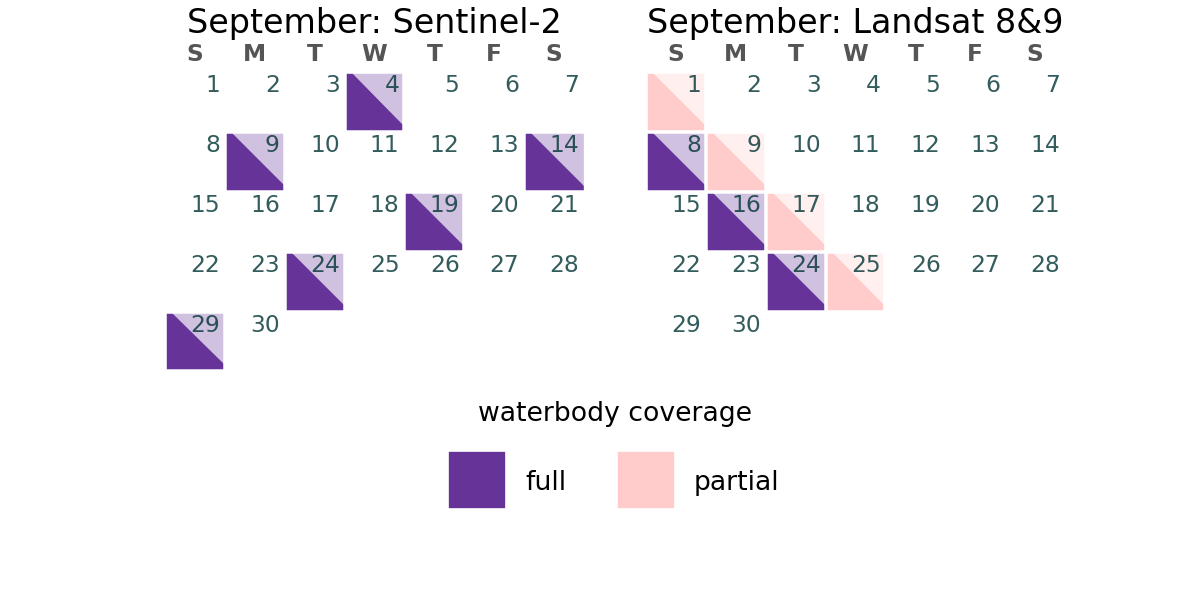 September: Sentinel-2
S M T W T F S
1 2 3 4 5 6 7
8 9 10 11 12 13 14
15 16 17 18 19 20 21
22 23 24 25 26 27 28
29 30
September: Landsat 8&9
S M T W T F S
1 2 3 4 5 6 7
8 9 10 11 12 13 14
15 16 17 18 19 20 21
22 23 24 25 26 27 28
29 30
waterbody coverage
full partial